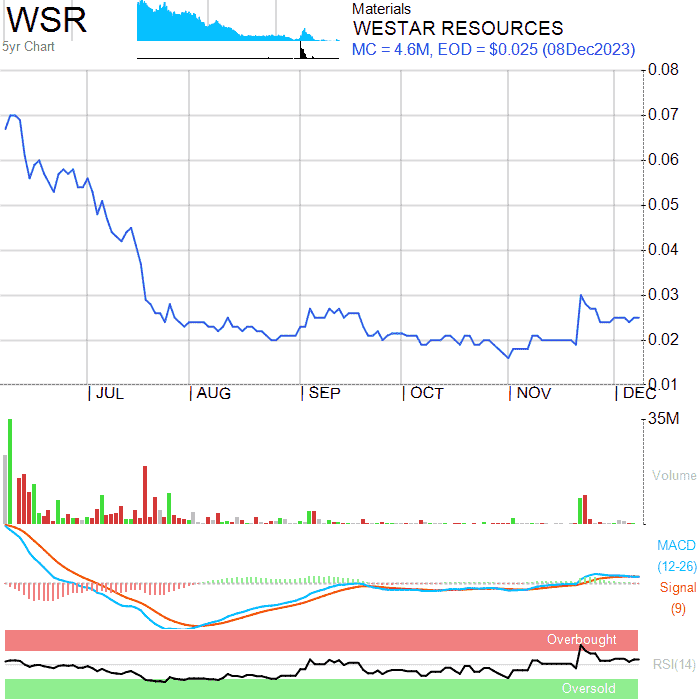 WSR
5yr Chart
Materials
WESTAR RESOURCES
MC = 4.6M, EOD = $0.025 (08Dec2023)
0.08
0.07
0.06
0.05
0.04
0.03
0.02
0.01
JUL AUG SEP OCT NOV DEC
35M
Volume
MACD
(12-26)
Signal
(9)
Overbought
RSI(14)
Oversold